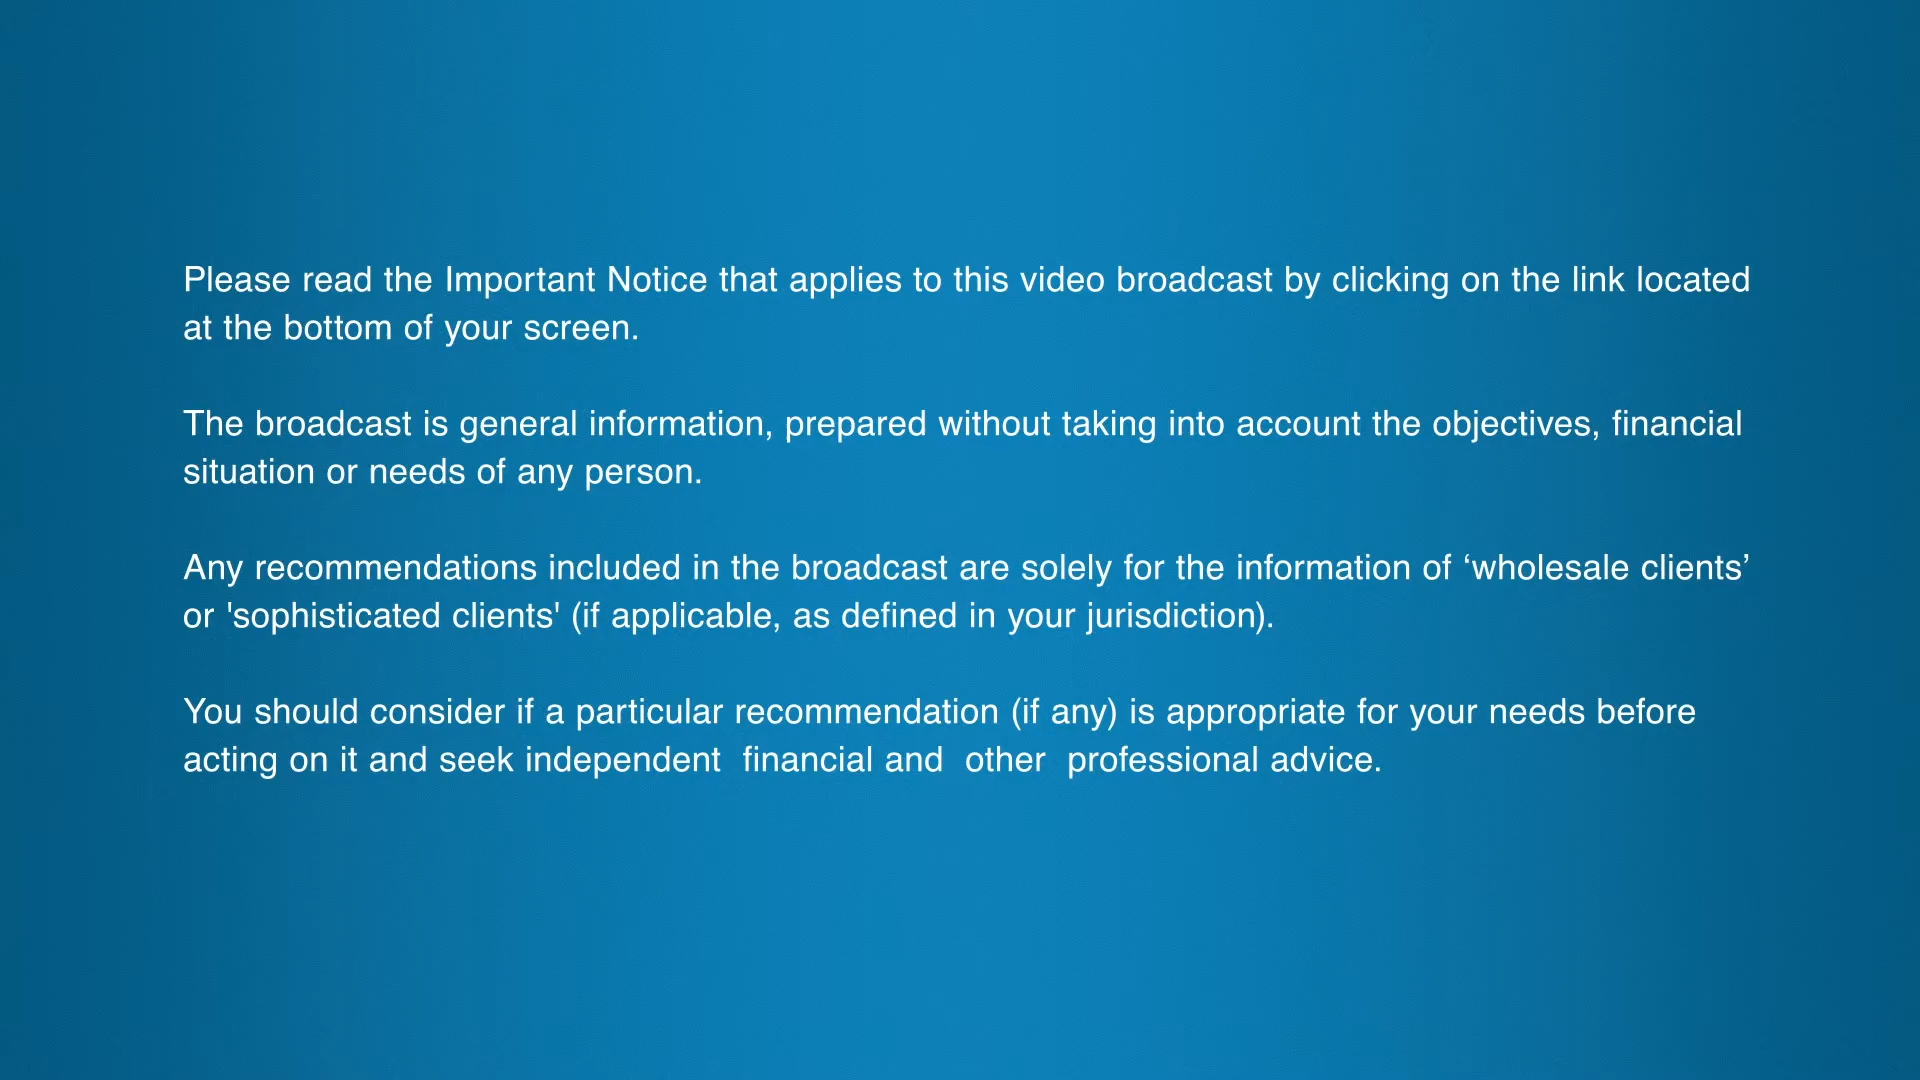 Please read the Important Notice that applies to this video broadcast by clicking on the link located
at the bottom of your screen.
The broadcast is general information, prepared without taking into account the objectives, financial
situation or needs of any person.
Any recommendations included in the broadcast are solely for the information of ‘wholesale clients’
or 'sophisticated clients' (if applicable, as defined in your jurisdiction).
You should consider if a particular recommendation (if any) is appropriate for your needs before
acting on it and seek independent  financial and  other  professional advice.